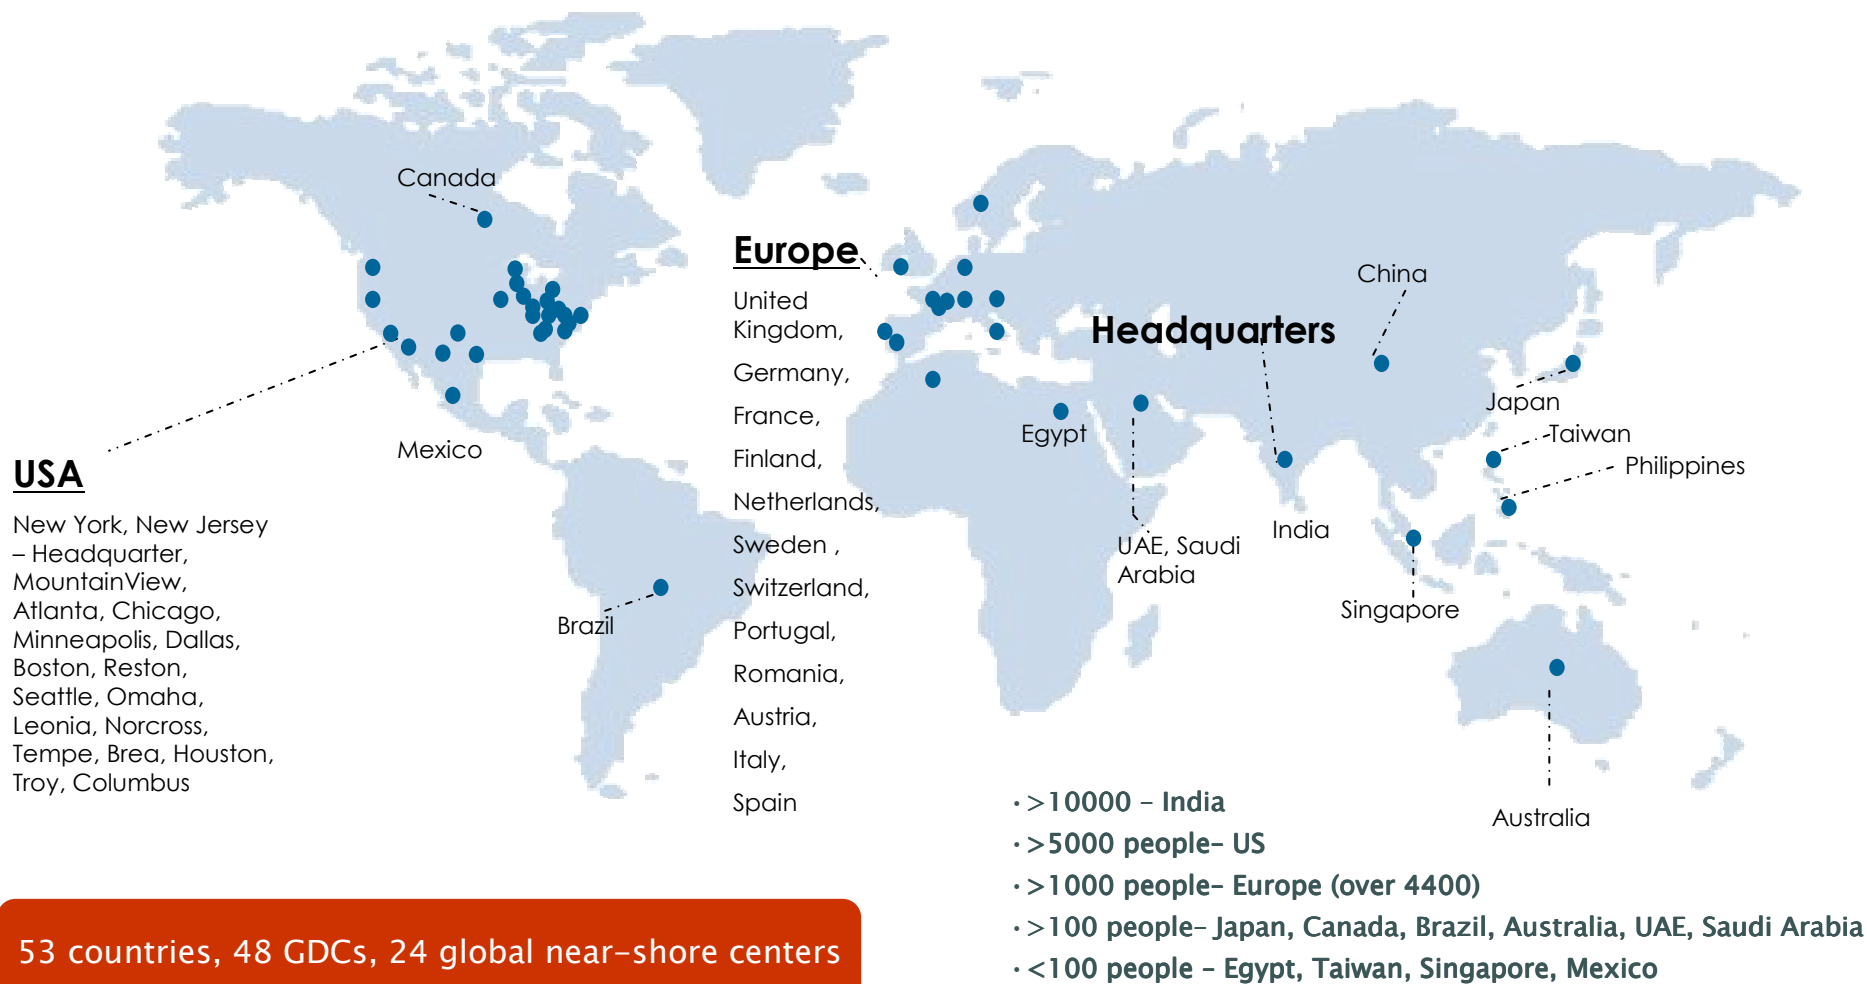 Canada
Europe
United
Kingdom,
Germany,
France,
Finland,
Netherlands,
Sweden ,
Switzerland,
Portugal,
Romania,
Austria,
Italy,
Spain
China
Headquarters
Japan
Taiwan
Philippines
Egypt
Mexico
USA
New York, New Jersey
– Headquarter,
MountainView,
Atlanta, Chicago,
Minneapolis, Dallas,
Boston, Reston,
Seattle, Omaha,
Leonia, Norcross,
Tempe, Brea, Houston,
Troy, Columbus
India
UAE, Saudi
Arabia
Singapore
Brazil
Australia
•>10000 – India
•>5000 people– US
•>1000 people– Europe (over 4400)
•>100 people– Japan, Canada, Brazil, Australia, UAE, Saudi Arabia
•<100 people – Egypt, Taiwan, Singapore, Mexico
53 countries, 48 GDCs, 24 global near–shore centers